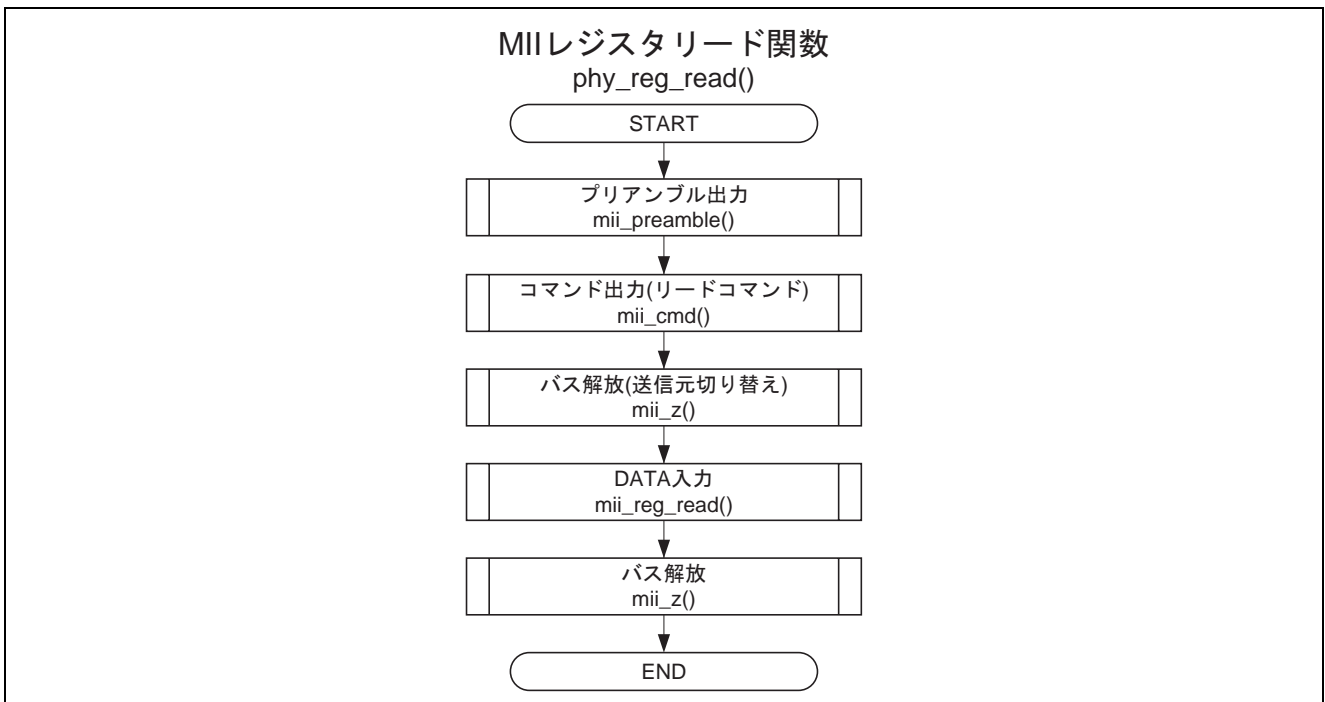 MIIレジスタリード関数
phy_reg_read()
START
プリアンブル出力
mii_preamble()
コマンド出力(リードコマンド)
mii_cmd()
バス解放(送信元切り替え)
mii_z()
DATA入力
mii_reg_read()
バス解放
mii_z()
END